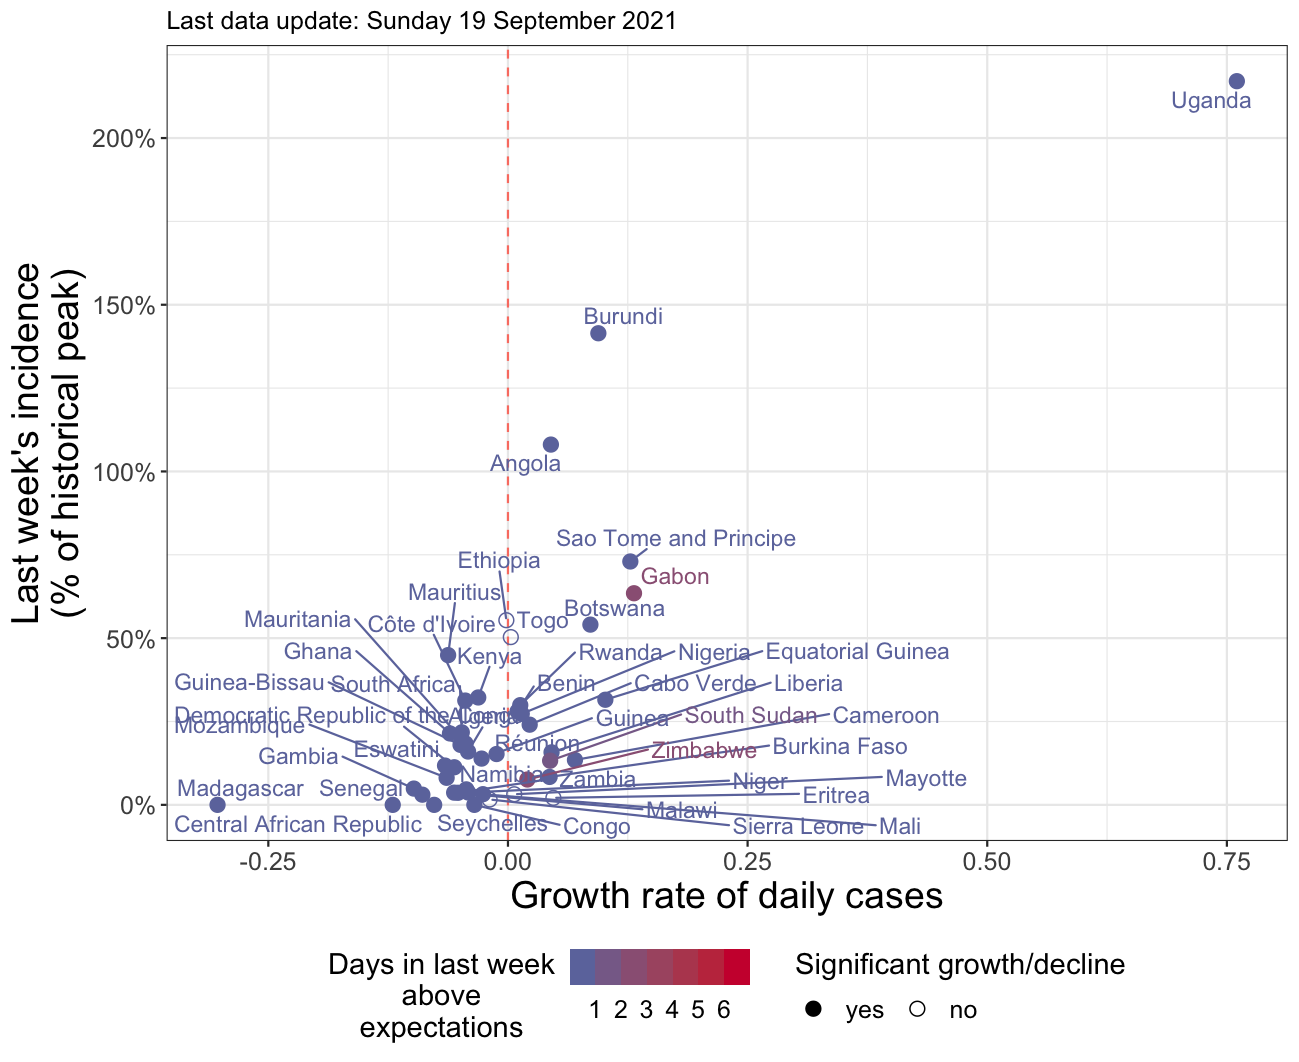 Last data update: Sunday 19 September 2021
Last week's incidence
(% of historical peak)
200%
150%
100%
50%
0%
Uganda
Burundi
Angola
Sao Tome and Principe
Ethiopia
Gabon
Mauritius
Botswana
Mauritania
Côte d'Ivoire
Togo
Ghana
Kenya
Rwanda
Nigeria
Equatorial Guinea
Guinea-Bissau
South Africa
Benin
Cabo Verde
Liberia
Democratic Republic of the Congo
Algeria
Guinea
South Sudan
Cameroon
Mozambique
Eswatini
Réunion
Zimbabwe
Burkina Faso
Gambia
Namibia
Zambia
Niger
Mayotte
Madagascar
Senegal
Eritrea
Malawi
Central African Republic
Seychelles
Congo
Sierra Leone
Mali
-0.25
0.00
0.25
0.50
0.75
Growth rate of daily cases
Days in last week
above
expectations
1 2 3 4 5 6
Significant growth/decline
yes
no